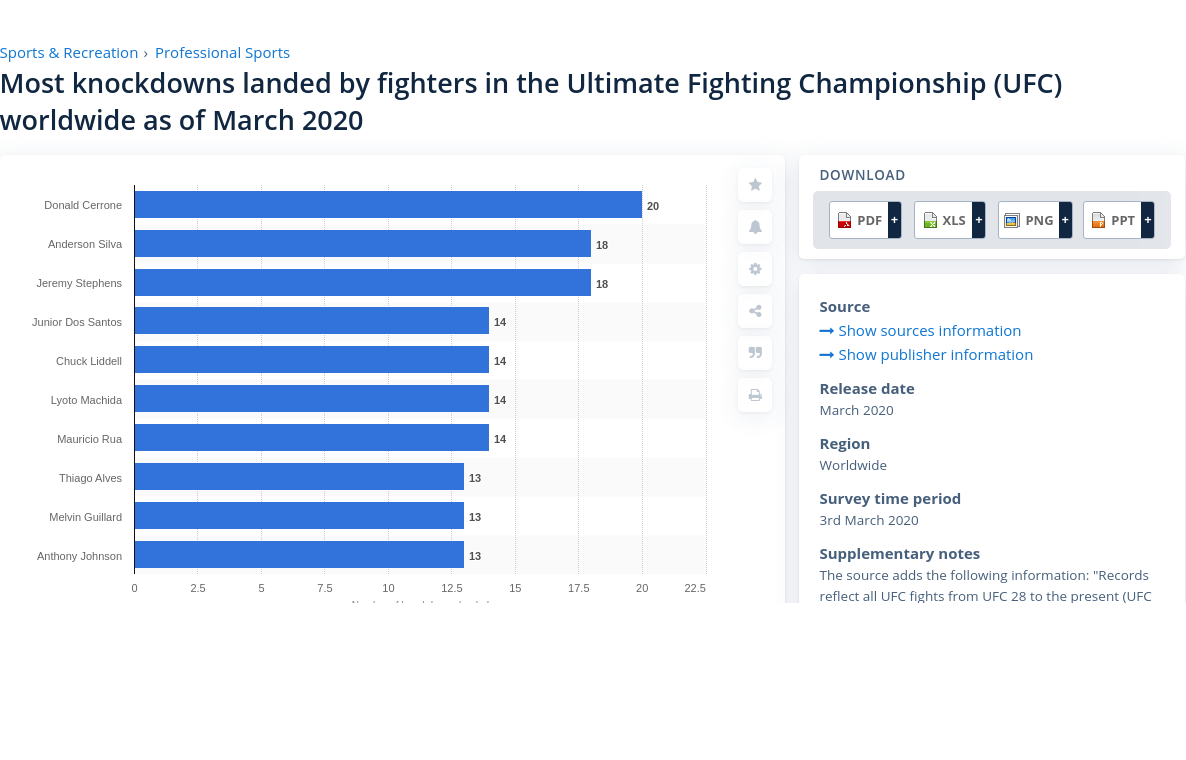 Sports & Recreation › Professional Sports
Most knockdowns landed by fighters in the Ultimate Fighting Championship (UFC)
worldwide as of March 2020
Donald Cerrone 20
Anderson Silva 18
Jeremy Stephens 18
Junior Dos Santos 14
Chuck Liddell 14
Lyoto Machida 14
Mauricio Rua 14
Thiago Alves 13
Melvin Guillard 13
Anthony Johnson 13
0 2.5 5 7.5 10 12.5 15 17.5 20 22.5
DOWNLOAD
PDF + XLS + PNG + PPT +
Source
Show sources information
Show publisher information
Release date
March 2020
Region
Worldwide
Survey time period
3rd March 2020
Supplementary notes
The source adds the following information: "Records
reflect all UFC fights from UFC 28 to the present (UFC